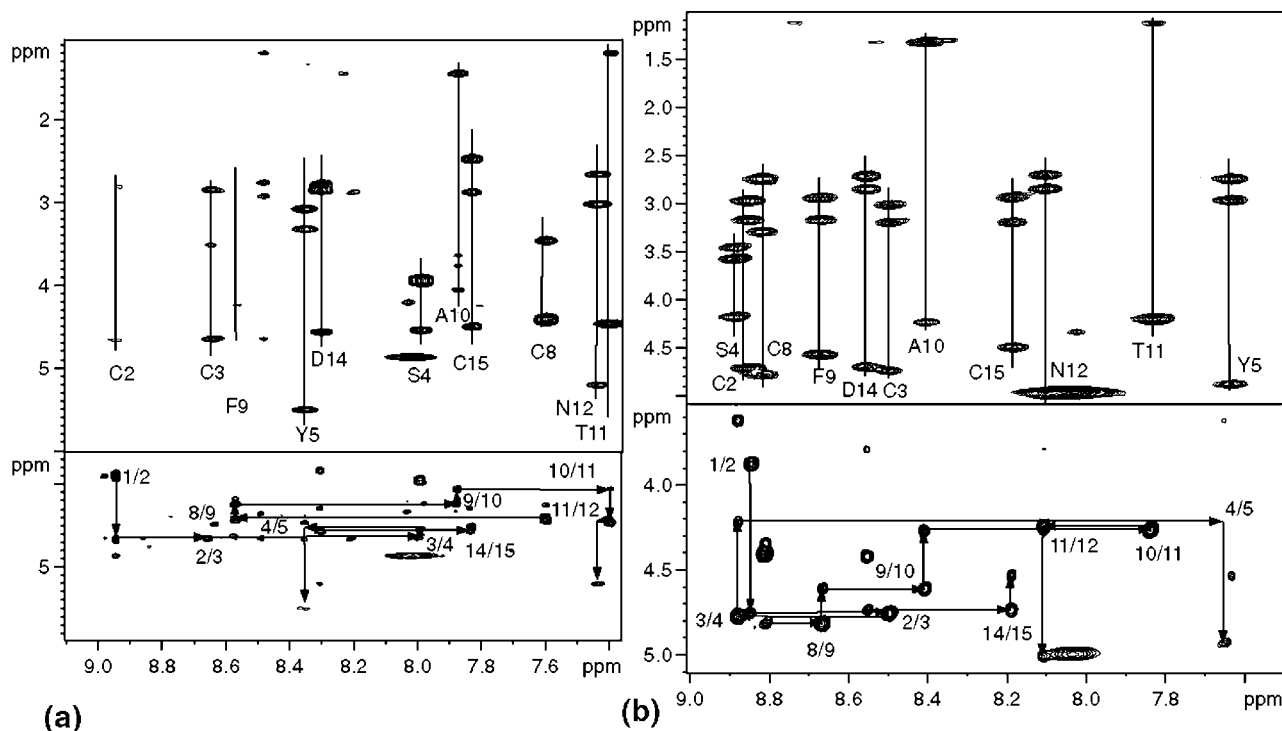 ppm
2
3
4
5
C2
C3
F9
Y5
D14
S4
A10
C15
C8
N12
T11
ppm
5
1/2
8/9
4/5
2/3
3/4
14/15
9/10
10/11
11/12
9.0 8.8 8.6 8.4 8.2 8.0 7.8 7.6 ppm
(a)
ppm
1.5
2.0
2.5
3.0
3.5
4.0
4.5
S4
C2
C8
F9
D14
C3
A10
C15
N12
T11
Y5
ppm
4.0
4.5
5.0
1/2
3/4
8/9
9/10
2/3
14/15
11/12
10/11
4/5
9.0 8.8 8.6 8.4 8.2 8.0 7.8 ppm
(b)